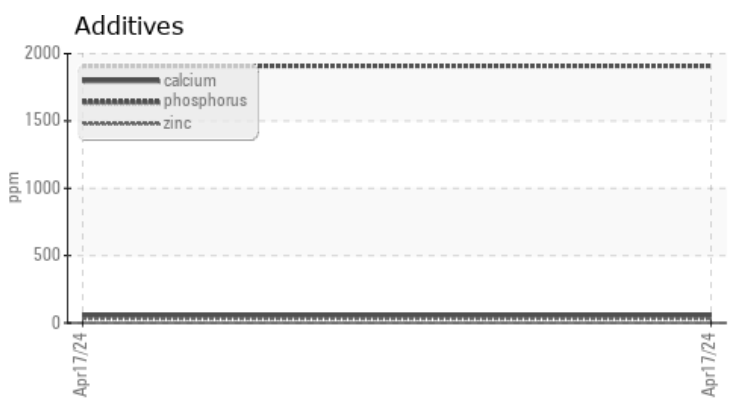 Additives
2000
1500
1000
500
0
ppm
calcium
phosphorus
zinc
Apr17/24
Apr17/24